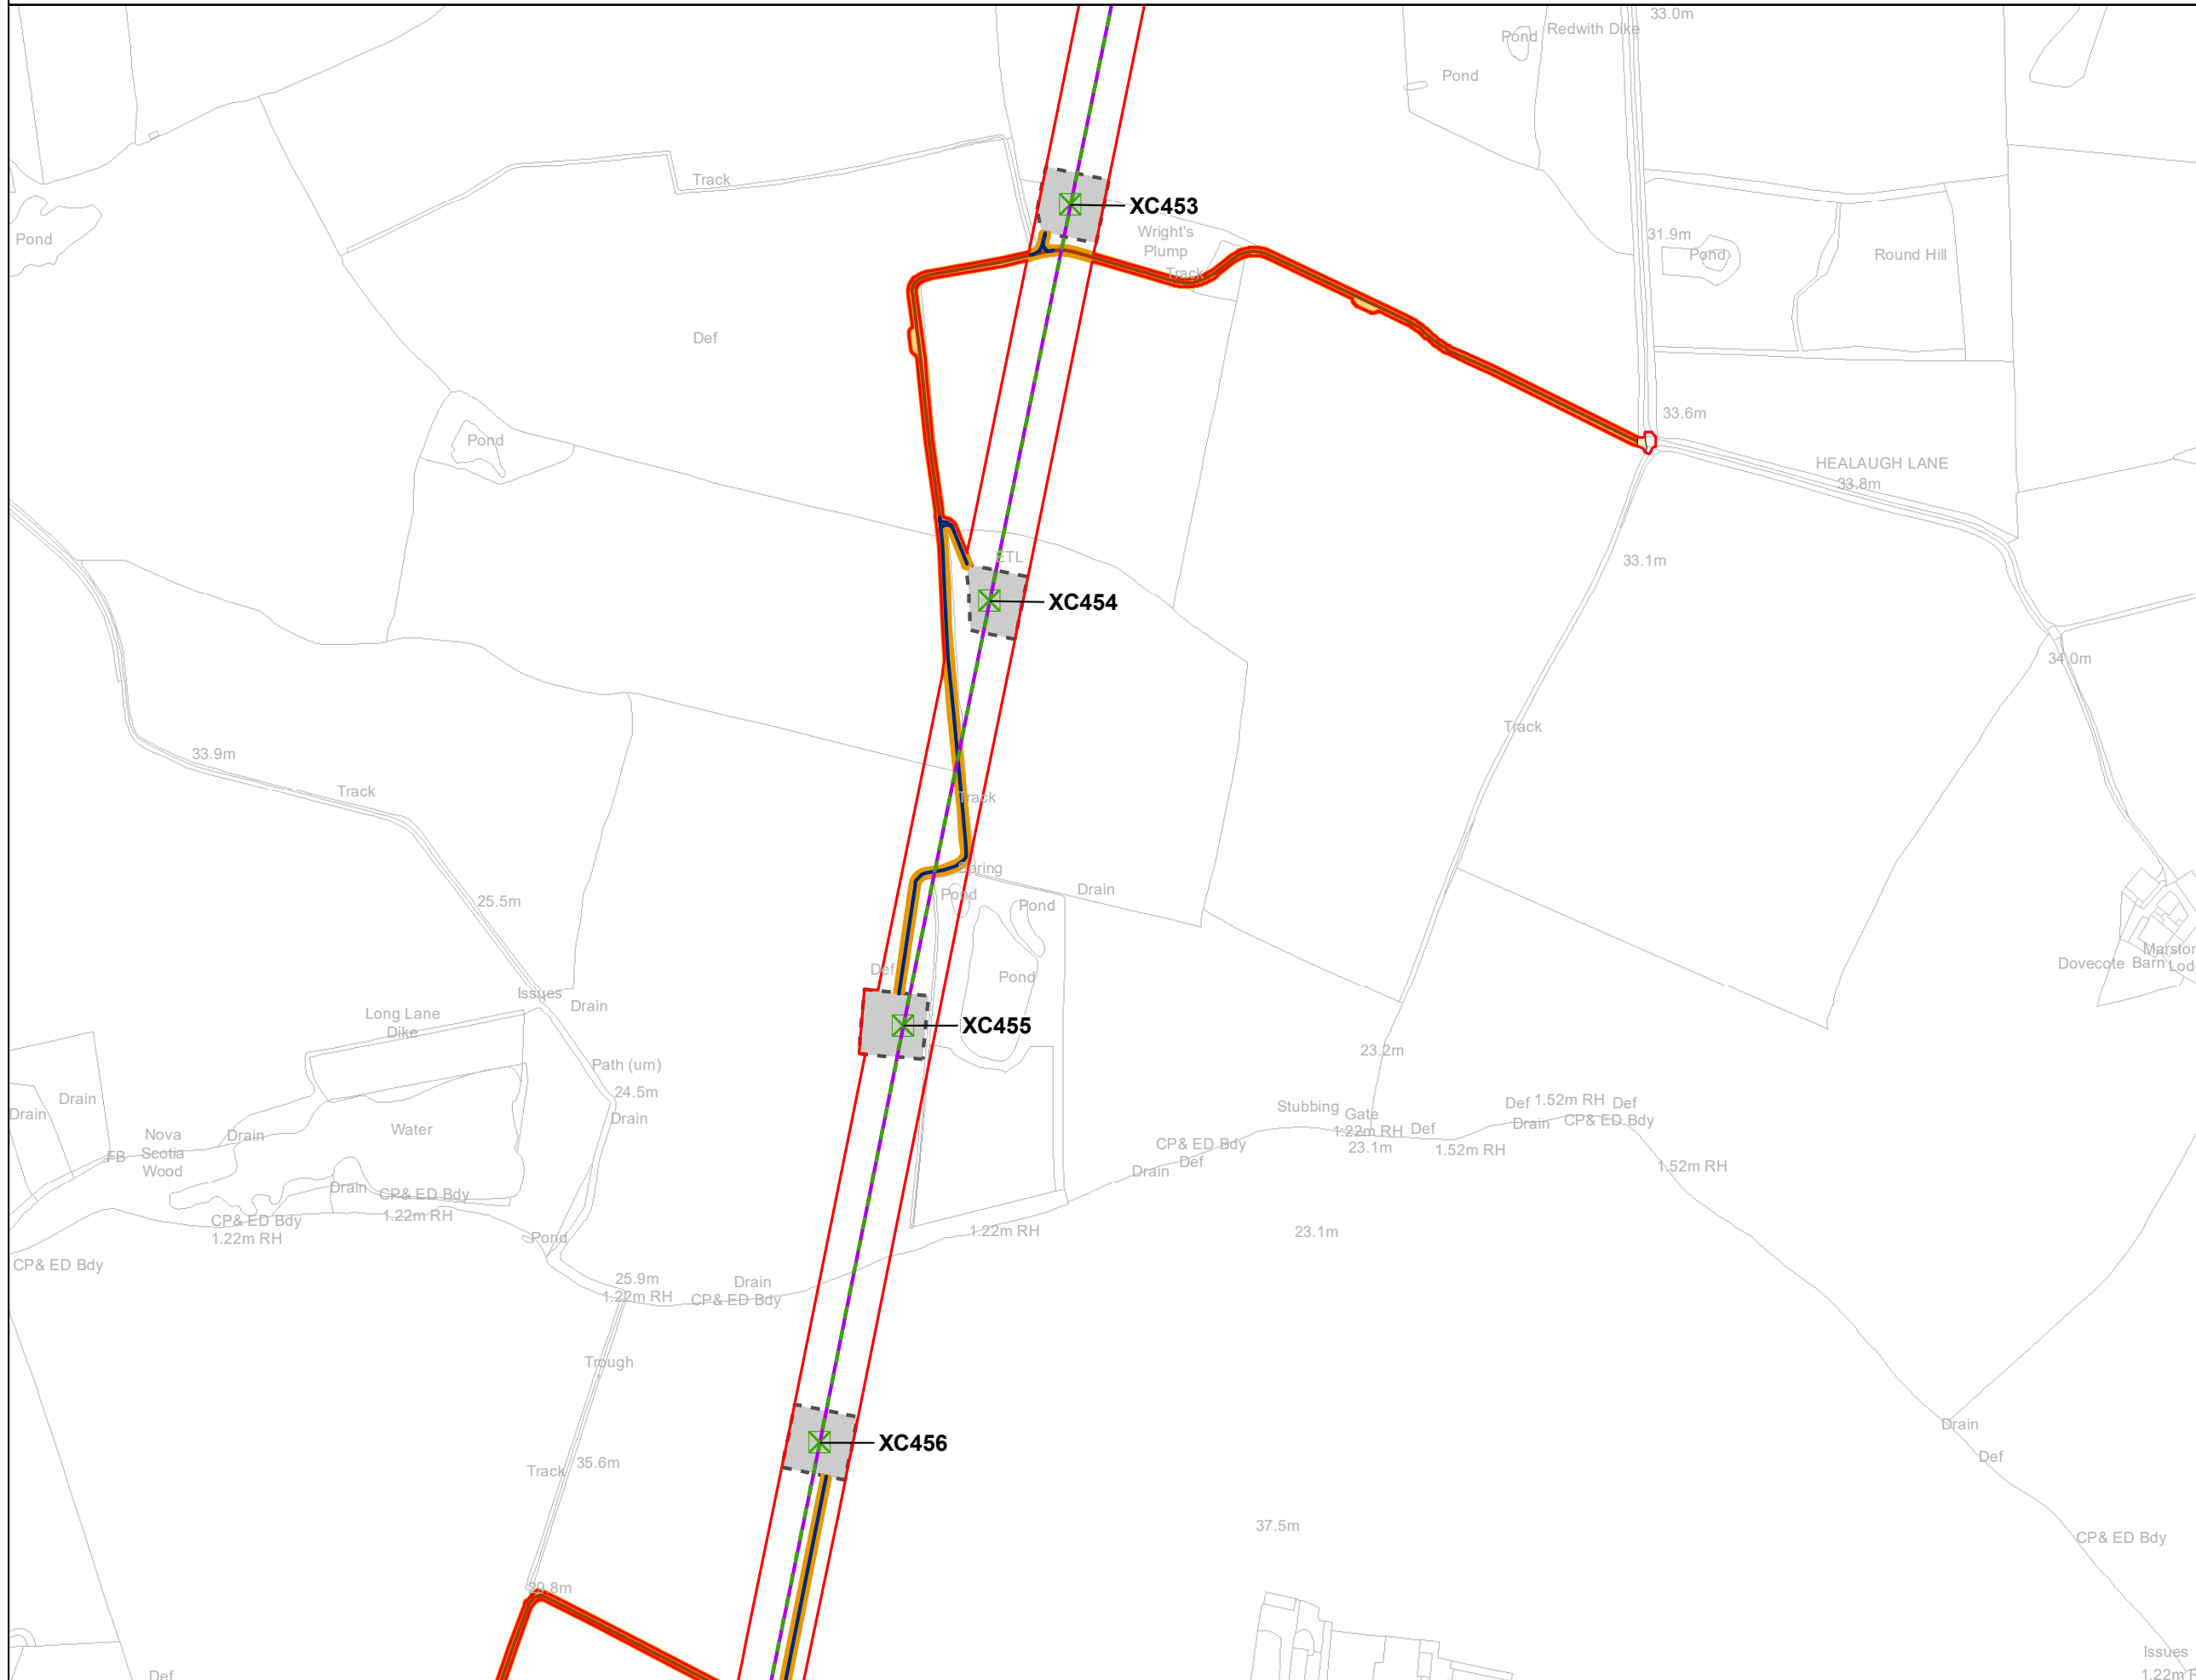 33.0m
Redwith Dike
Pond
Pond
Track
XC453
Wright's
Plump
Track
31.9m
Pond
Round Hill
Pond
Def
33.6m
Pond
HEALAUGH LANE
33.8m
ETL
33.1m
XC454
34.0m
Track
33.9m
Track
Track
Spring
Drain
Pond
Pond
25.5m
Def
Pond
Marston
Dovecote Barn
Issues
Drain
Long Lane
Dike
XC455
23.2m
Path (um)
24.5m
Drain
Drain
Drain
Water
Nova
Scotia
Wood
Drain
FB
Stubbing
Gate
1.22m RH
23.1m
Def
1.52m RH
Def
1.52m RH
Def
Drain
CP& ED Bdy
CP& ED Bdy
Def
Drain
1.52m RH
Drain
CP& ED Bdy
1.22m RH
CP& ED Bdy
1.22m RH
Pond
1.22m RH
23.1m
CP& ED Bdy
25.9m
1.22m RH
Drain
CP& ED Bdy
Trough
XC456
Track
35.6m
Drain
Def
37.5m
CP& ED Bdy
29.8m
Def
Issues